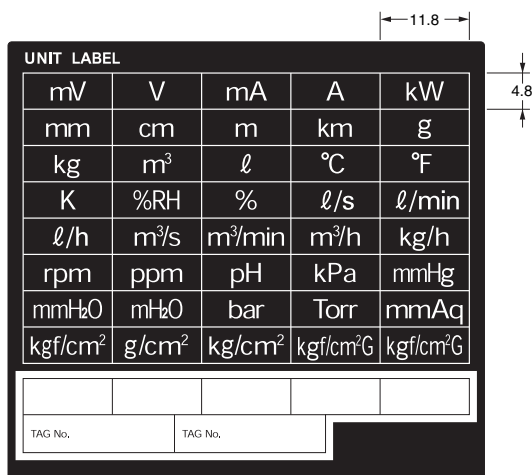 11.8
UNIT LABEL
4.8
mV V mA A kW
mm cm m km g
kg m³ ℓ °C °F
K %RH % ℓ/s ℓ/min
ℓ/h m³/s m³/min m³/h kg/h
rpm ppm pH kPa mmHg
mmH₂O mH₂O bar Torr mmAq
kgf/cm² g/cm² kg/cm² kgf/cm²G kgf/cm²G
TAG No. TAG No.